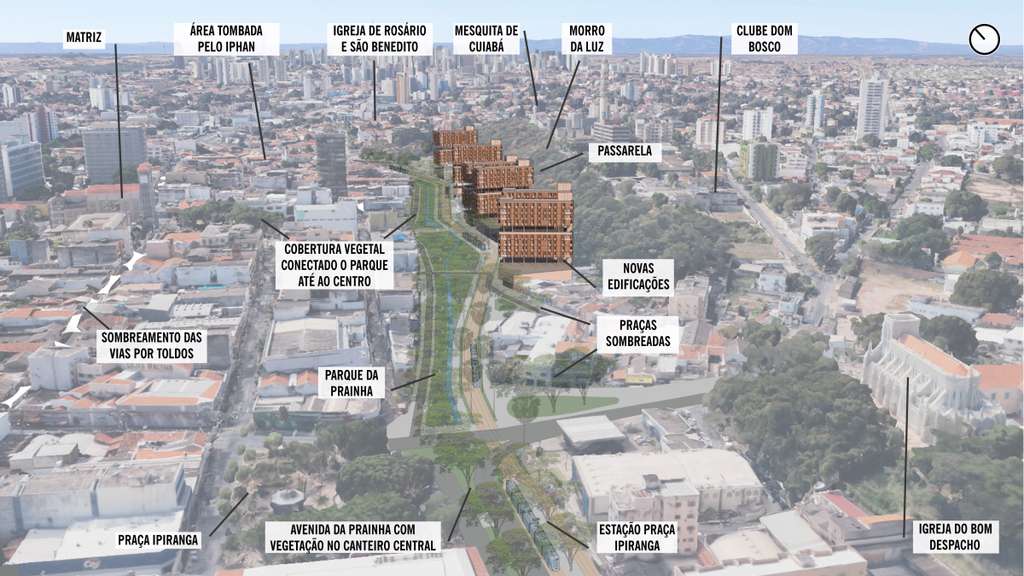 MATRIZ
ÁREA TOMBADA
PELO IPHAN
IGREJA DE ROSÁRIO
E SÃO BENEDITO
MESQUITA DE
CUIABÁ
MORRO
DA LUZ
CLUBE DOM
BOSCO
PASSARELA
COBERTURA VEGETAL
CONECTADO O PARQUE
ATÉ AO CENTRO
NOVAS
EDIFICAÇÕES
SOMBREAMENTO DAS
VIAS POR TOLDOS
PRAÇAS
SOMBREADAS
PARQUE DA
PRAINHA
PRAÇA IPIRANGA
AVENIDA DA PRAINHA COM
VEGETAÇÃO NO CANTEIRO CENTRAL
ESTAÇÃO PRAÇA
IPIRANGA
IGREJA DO BOM
DESPACHO